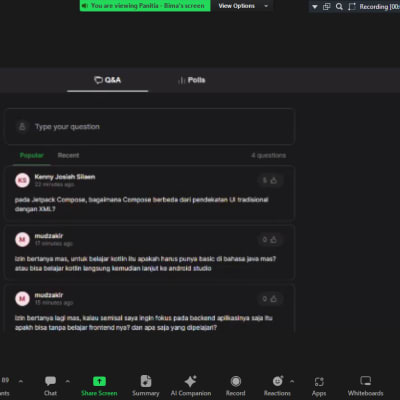 You are viewing Panitia - Bima's screen
View Options
Recording
Q&A
Polls
Type your question
Popular
Recent
4 questions
KS
Kenny Josiah Silaen
22 minutes ago
5
pada Jetpack Compose, bagaimana Compose berbeda dari pendekatan UI tradisional
dengan XML?
M
mudzakir
17 minutes ago
0
Izin bertanya mas, untuk belajar kotlin itu apakah harus punya basic di bahasa java mas?
atau bisa belajar kotlin langsung kemudian lanjut ke android studio
M
mudzakir
15 minutes ago
0
Izin bertanya lagi mas, kalau semisal saya ingin fokus pada backend aplikasinya saja itu
apakh bisa tanpa belajar frontend nya? dan apa saja yang dipelajari?
89
nts
Chat
Share Screen
Summary
AI Companion
Record
Reactions
Apps
Whiteboards